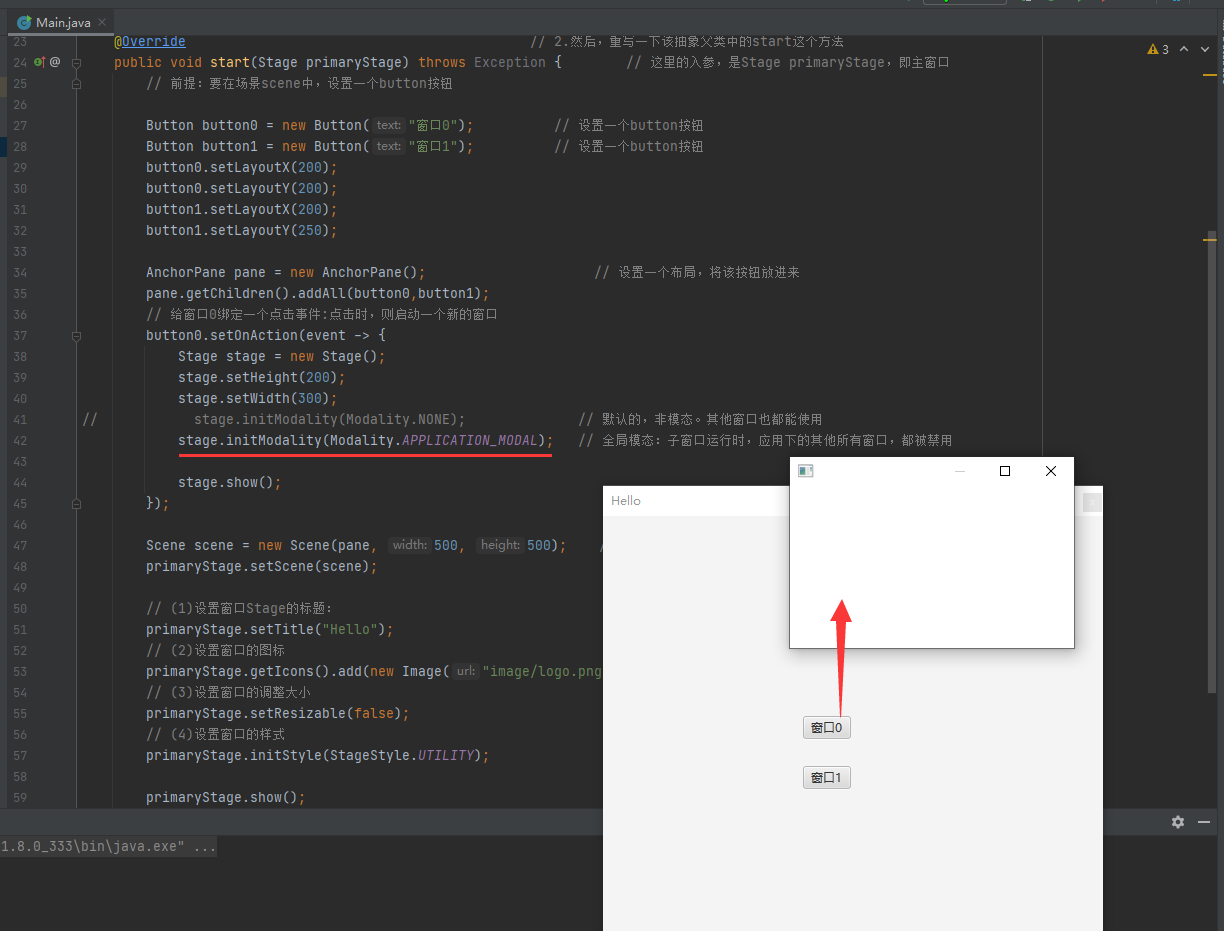 Main.java
3
23 @Override // 2.然后，重写一下该抽象父类中的start这个方法
24 @ public void start(Stage primaryStage) throws Exception { // 这里的入参，是Stage primaryStage，即主窗口
25 // 前提：要在场景scene中，设置一个button按钮
26
27 Button button0 = new Button( text: "窗口0"); // 设置一个button按钮
28 Button button1 = new Button( text: "窗口1"); // 设置一个button按钮
29 button0.setLayoutX(200);
30 button0.setLayoutY(200);
31 button1.setLayoutX(200);
32 button1.setLayoutY(250);
33
34 AnchorPane pane = new AnchorPane(); // 设置一个布局，将该按钮放进来
35 pane.getChildren().addAll(button0,button1);
36 // 给窗口0绑定一个点击事件:点击时，则启动一个新的窗口
37 button0.setOnAction(event -> {
38 Stage stage = new Stage();
39 stage.setHeight(200);
40 stage.setWidth(300);
41 // stage.initModality(Modality.NONE); // 默认的，非模态。其他窗口也都能使用
42 stage.initModality(Modality.APPLICATION_MODAL); // 全局模态：子窗口运行时，应用下的其他所有窗口，都被禁用
43
44 stage.show();
45 });
46
47 Scene scene = new Scene(pane, width: 500, height: 500); /
48 primaryStage.setScene(scene);
49
50 // (1)设置窗口Stage的标题：
51 primaryStage.setTitle("Hello");
52 // (2)设置窗口的图标
53 primaryStage.getIcons().add(new Image( url: "image/logo.png
54 // (3)设置窗口的调整大小
55 primaryStage.setResizable(false);
56 // (4)设置窗口的样式
57 primaryStage.initStyle(StageStyle.UTILITY);
58
59 primaryStage.show();
Hello
窗口0
窗口1
1.8.0_333\bin\java.exe" ...